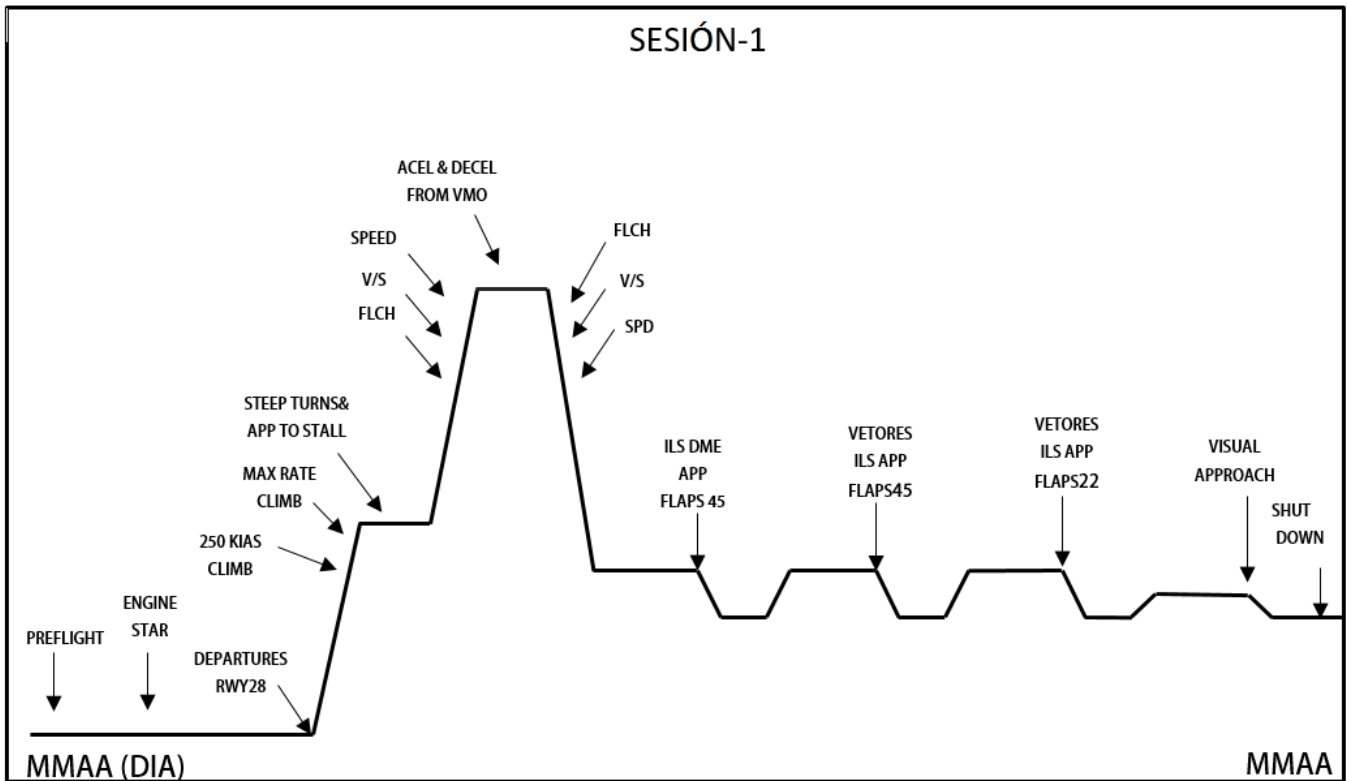 SESIÓN-1
ACEL & DECEL
FROM VMO
SPEED
V/S
FLCH
FLCH
V/S
SPD
STEEP TURNS&
APP TO STALL
MAX RATE
CLIMB
250 KIAS
CLIMB
ILS DME
APP
FLAPS 45
VETORES
ILS APP
FLAPS45
VETORES
ILS APP
FLAPS22
VISUAL
APPROACH
SHUT
DOWN
PREFLIGHT
ENGINE
STAR
DEPARTURES
RWY28
MMAA (DIA)
MMAA